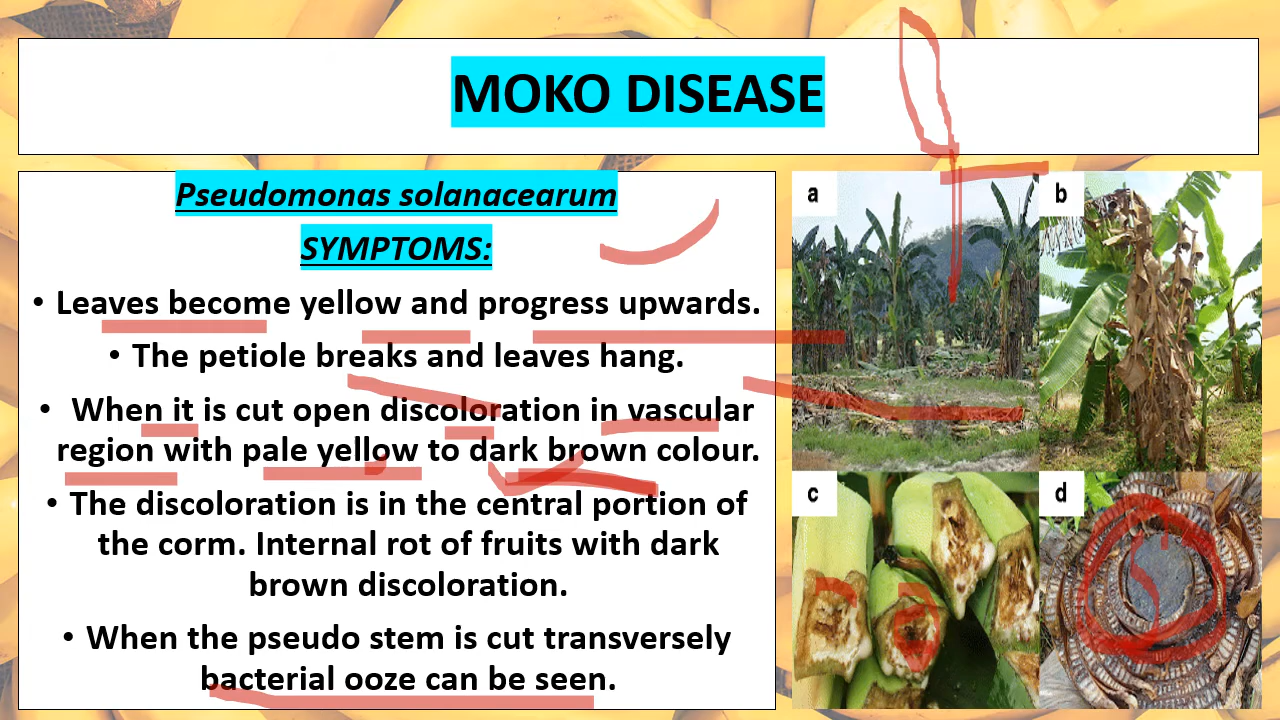 MOKO DISEASE
Pseudomonas solanacearum
SYMPTOMS:
• Leaves become yellow and progress upwards.
• The petiole breaks and leaves hang.
• When it is cut open discoloration in vascular
region with pale yellow to dark brown colour.
• The discoloration is in the central portion of
the corm. Internal rot of fruits with dark
brown discoloration.
• When the pseudo stem is cut transversely
bacterial ooze can be seen.
a
b
c
d